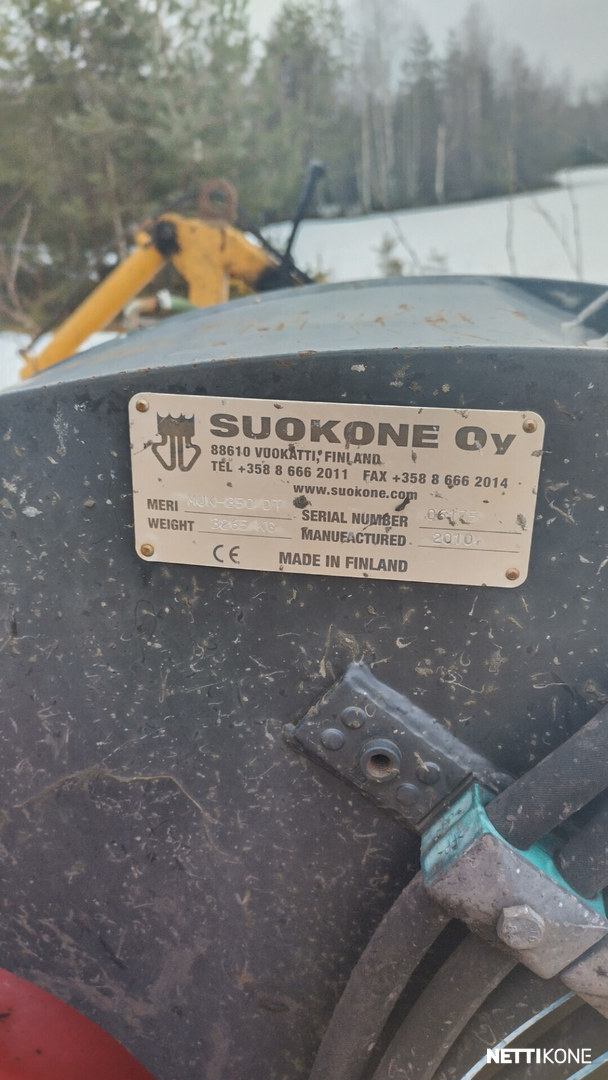 SUOKONE Oy
88610 VUOKATTI, FINLAND
TEL +358 8 666 2011 FAX +358 8 666 2014
www.suokone.com
MERI SERIAL NUMBER
WEIGHT MANUFACTURED 2010
CE MADE IN FINLAND
NETTIKONE